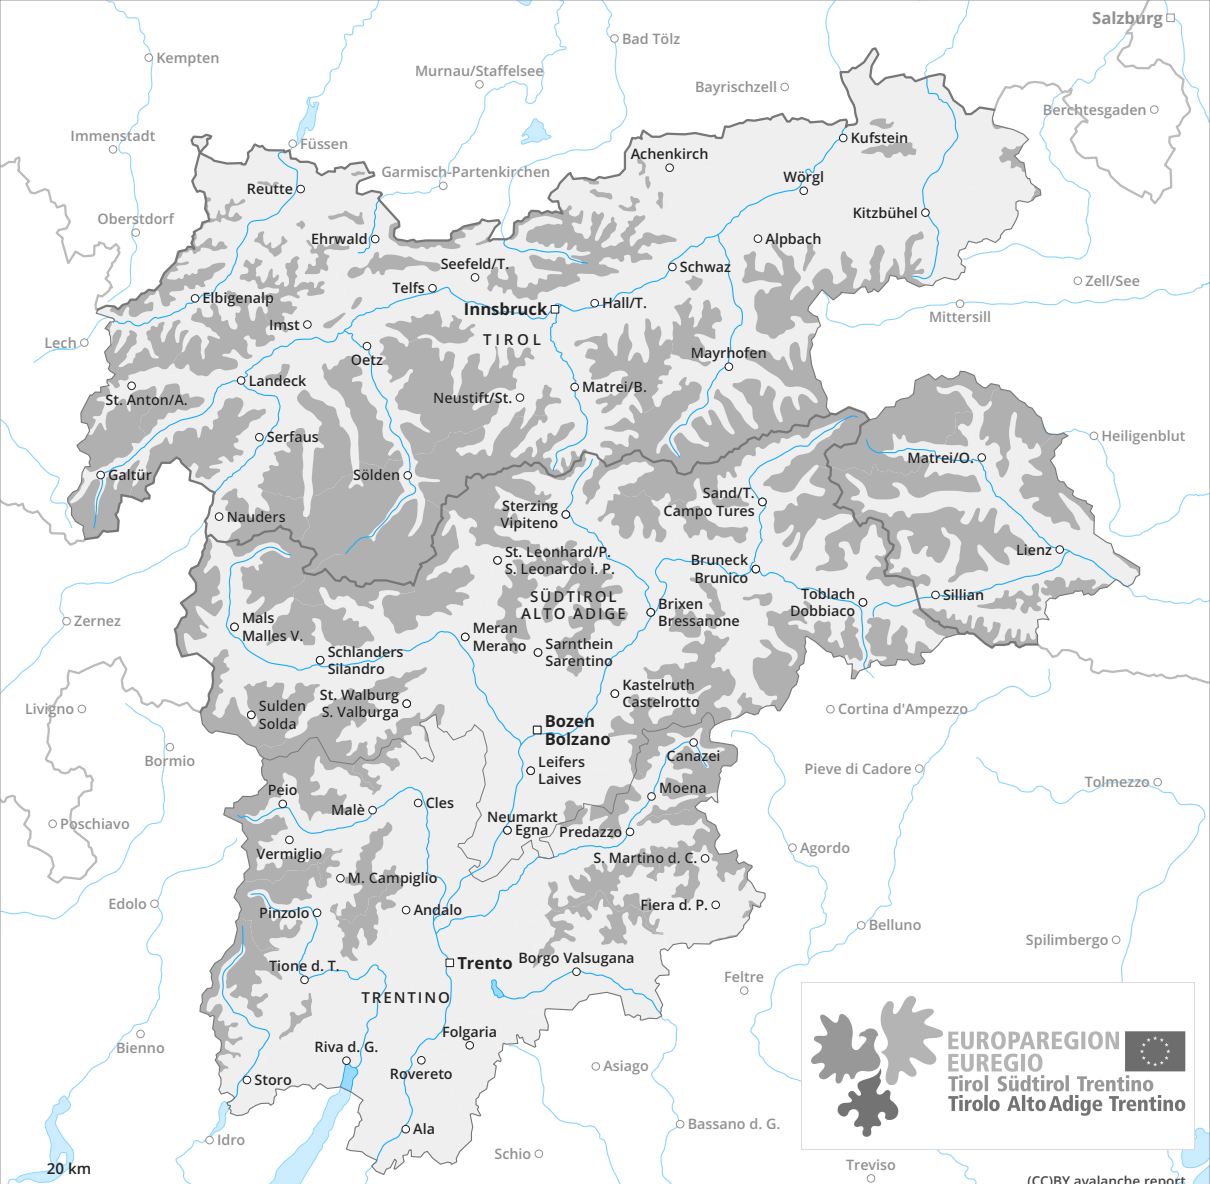 Salzburg
Kempten
Bad Tölz
Murnau/Staffelsee
Bayrischzell
Berchtesgaden
Immenstadt
Füssen
Kufstein
Achenkirch
Garmisch-Partenkirchen
Wörgl
Reutte
Oberstdorf
Kitzbühel
Ehrwald
Alpbach
Seefeld/T.
Schwaz
Zell/See
Telfs
Elbigenalp
Hall/T.
Innsbruck
Mittersill
Imst
TIROL
Lech
Oetz
Mayrhofen
Landeck
Matrei/B.
St. Anton/A.
Neustift/St.
Serfaus
Heiligenblut
Matrei/O.
Galtür
Sölden
Sand/T.
Campo Tures
Sterzing
Vipiteno
Nauders
St. Leonhard/P.
S. Leonardo i. P.
Lienz
Bruneck
Brunico
SÜDTIROL
ALTO ADIGE
Toblach
Dobbiaco
Sillian
Brixen
Bressanone
Zernez
Mals
Malles V.
Meran
Merano
Sarnthein
Sarentino
Schlanders
Silandro
Kastelruth
Castelrotto
St. Walburg
S. Valburga
Sulden
Solda
Livigno
Cortina d'Ampezzo
Bozen
Bolzano
Bormio
Canazei
Leifers
Laives
Pieve di Cadore
Tolmezzo
Peio
Moena
Malè
Cles
Neumarkt
Egna
Predazzo
Poschiavo
Vermiglio
S. Martino d. C.
Agordo
M. Campiglio
Edolo
Pinzolo
Andalo
Fiera d. P.
Belluno
Spilimbergo
Borgo Valsugana
Trento
Tione d. T.
Feltre
TRENTINO
Folgaria
Bienno
Riva d. G.
Rovereto
Asiago
Storo
Bassano d. G.
Ala
Idro
Schio
Treviso
20 km
EUROPAREGION
EUREGIO
Tirol Südtirol Trentino
Tirolo Alto Adige Trentino
(CC)BY avalanche.report